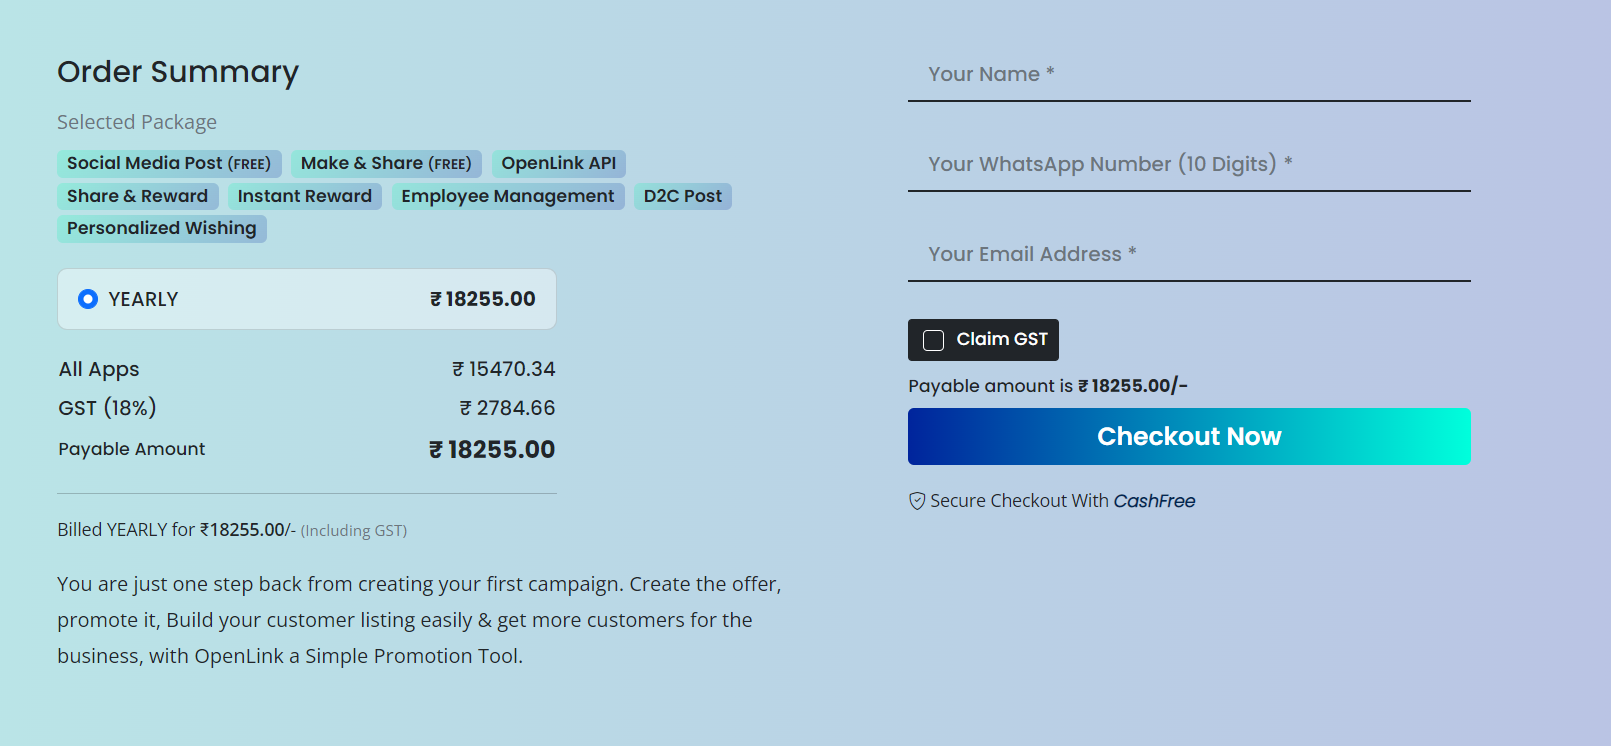 Order Summary
Selected Package
Social Media Post (FREE) Make & Share (FREE) OpenLink API
Share & Reward Instant Reward Employee Management D2C Post
Personalized Wishing
YEARLY ₹ 18255.00
All Apps ₹ 15470.34
GST (18%) ₹ 2784.66
Payable Amount ₹ 18255.00
Billed YEARLY for ₹18255.00/- (Including GST)
You are just one step back from creating your first campaign. Create the offer,
promote it, Build your customer listing easily & get more customers for the
business, with OpenLink a Simple Promotion Tool.
Your Name *
Your WhatsApp Number (10 Digits) *
Your Email Address *
Claim GST
Payable amount is ₹ 18255.00/-
Checkout Now
Secure Checkout With CashFree